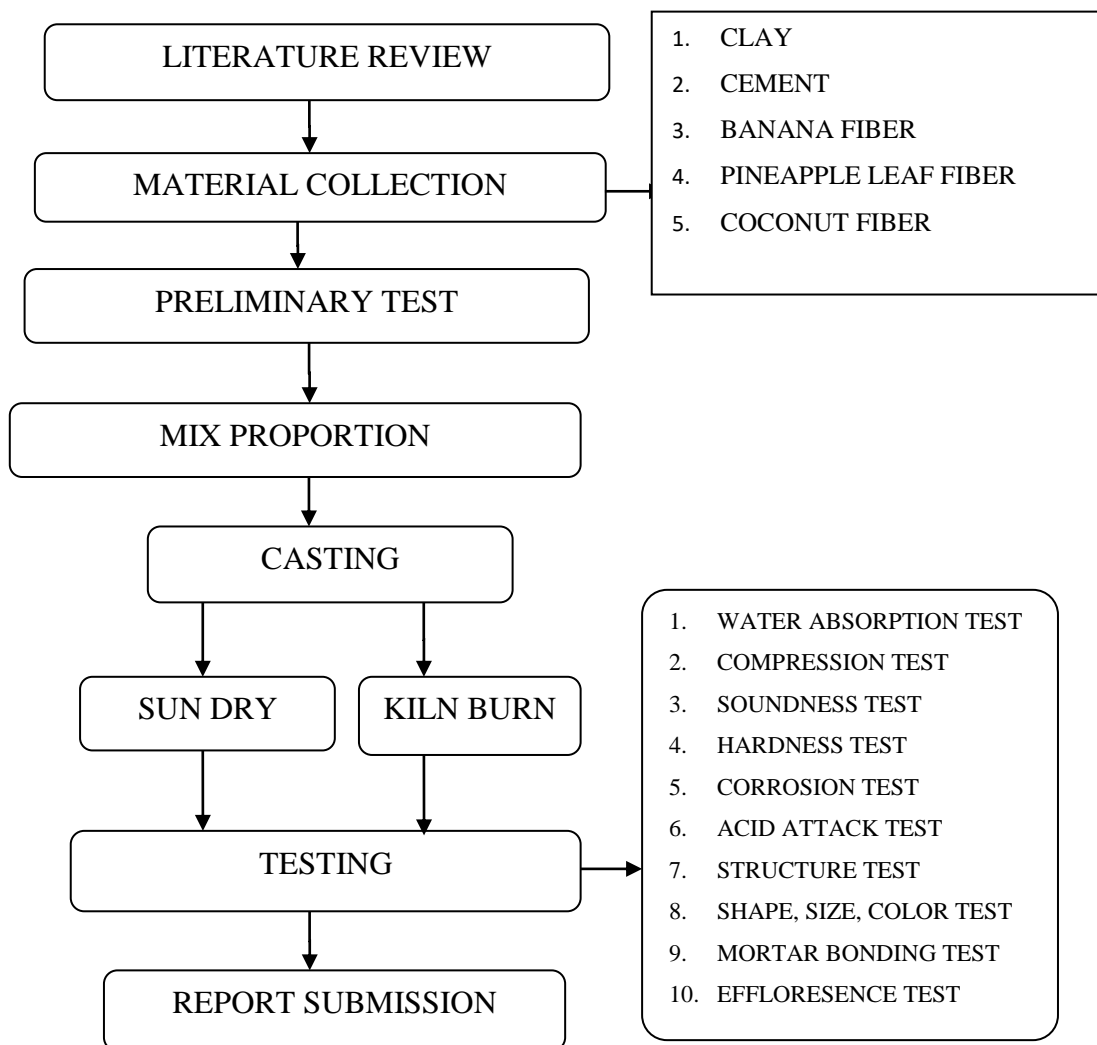 LITERATURE REVIEW
MATERIAL COLLECTION
1. CLAY
2. CEMENT
3. BANANA FIBER
4. PINEAPPLE LEAF FIBER
5. COCONUT FIBER
PRELIMINARY TEST
MIX PROPORTION
CASTING
SUN DRY
KILN BURN
TESTING
1. WATER ABSORPTION TEST
2. COMPRESSION TEST
3. SOUNDNESS TEST
4. HARDNESS TEST
5. CORROSION TEST
6. ACID ATTACK TEST
7. STRUCTURE TEST
8. SHAPE, SIZE, COLOR TEST
9. MORTAR BONDING TEST
10. EFFLORESENCE TEST
REPORT SUBMISSION